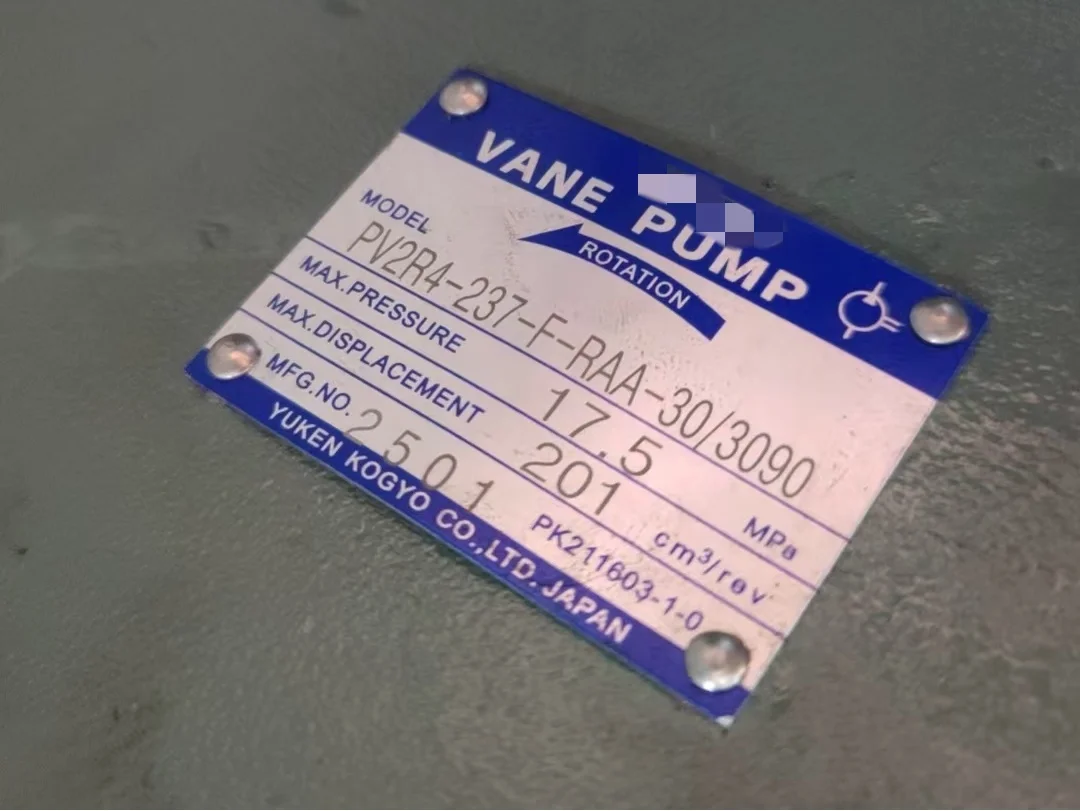 VANE PUMP
ROTATION
MODEL PV2R4-237-F-RAA-30/3090
MAX.PRESSURE 17.5 MPa
MAX.DISPLACEMENT 201 cm³/rev
MFG.NO. 2501 PK211603-1-0
YUKEN KOGYO CO.,LTD. JAPAN